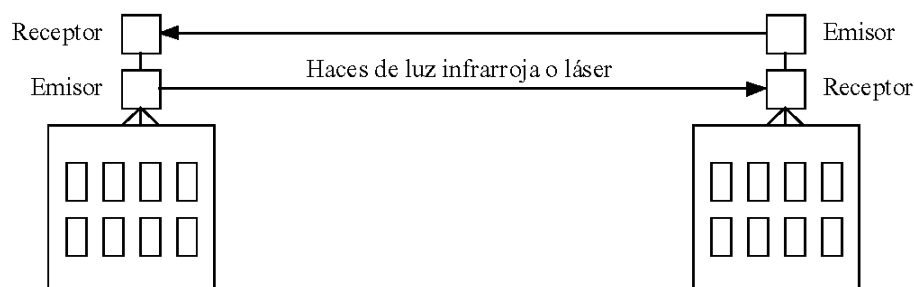 Receptor
Emisor
Haces de luz infrarroja o láser
Emisor
Receptor